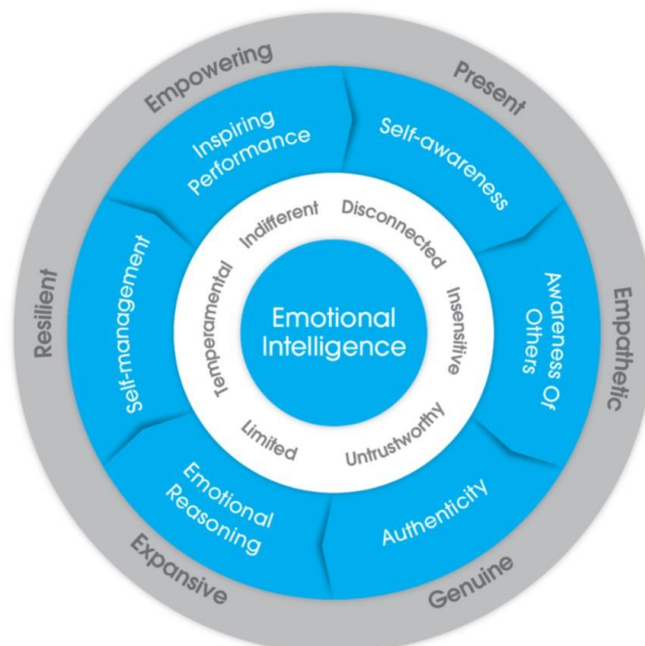 Empowering
Present
Empathetic
Genuine
Expansive
Resilient
Inspiring
Performance
Self-awareness
Awareness Of
Others
Authenticity
Emotional
Reasoning
Self-management
Indifferent
Disconnected
Insensitive
Untrustworthy
Limited
Temperamental
Emotional
Intelligence